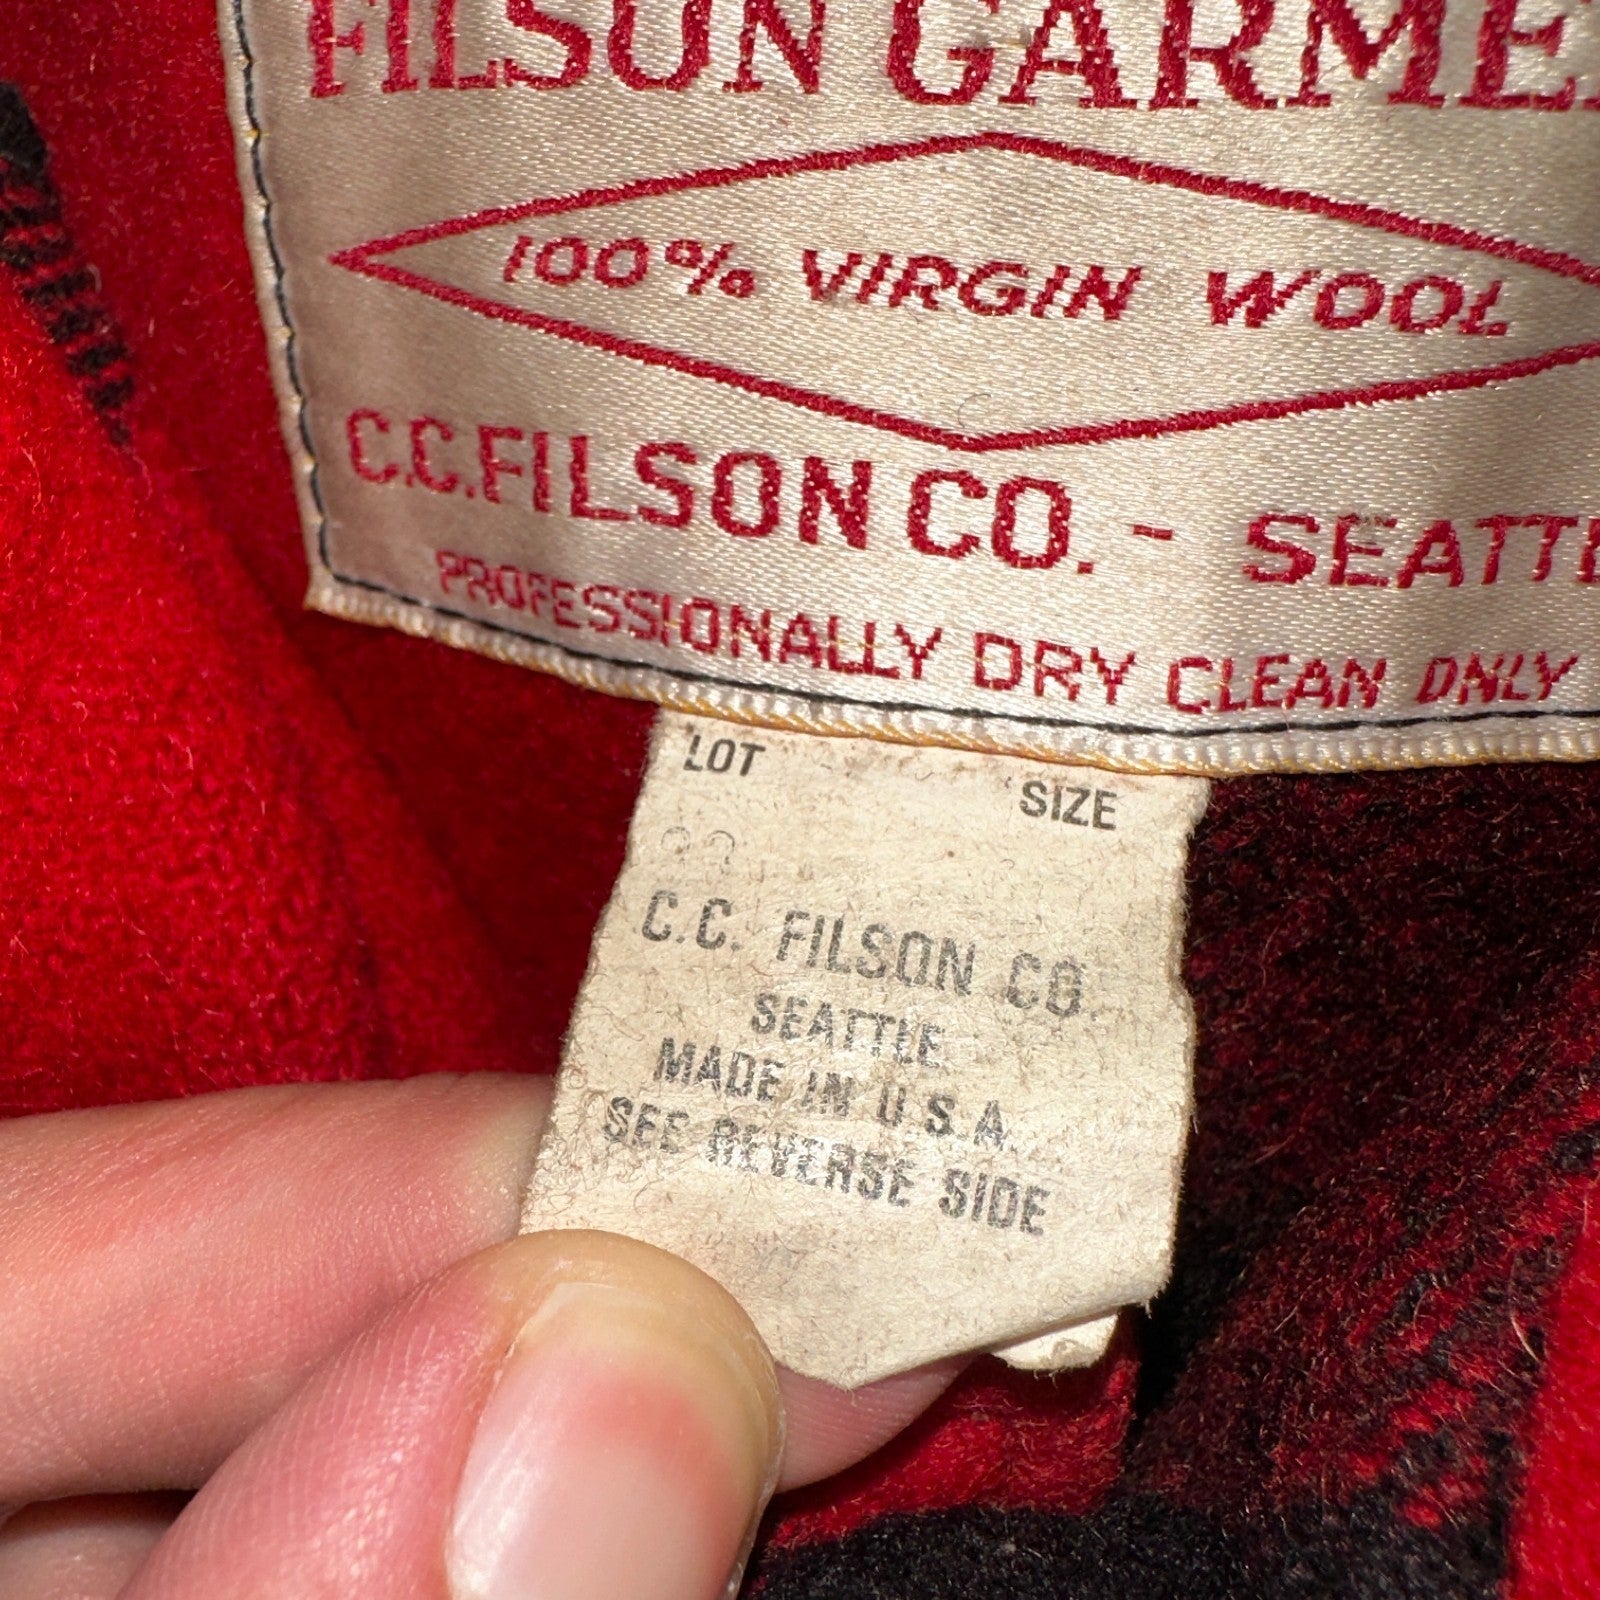 FILSON GARME
100% VIRGIN WOOL
C.C. FILSON CO. - SEATTLE
PROFESSIONALLY DRY CLEAN ONLY
LOT SIZE
C.C. FILSON CO.
SEATTLE
MADE IN U.S.A.
SEE REVERSE SIDE